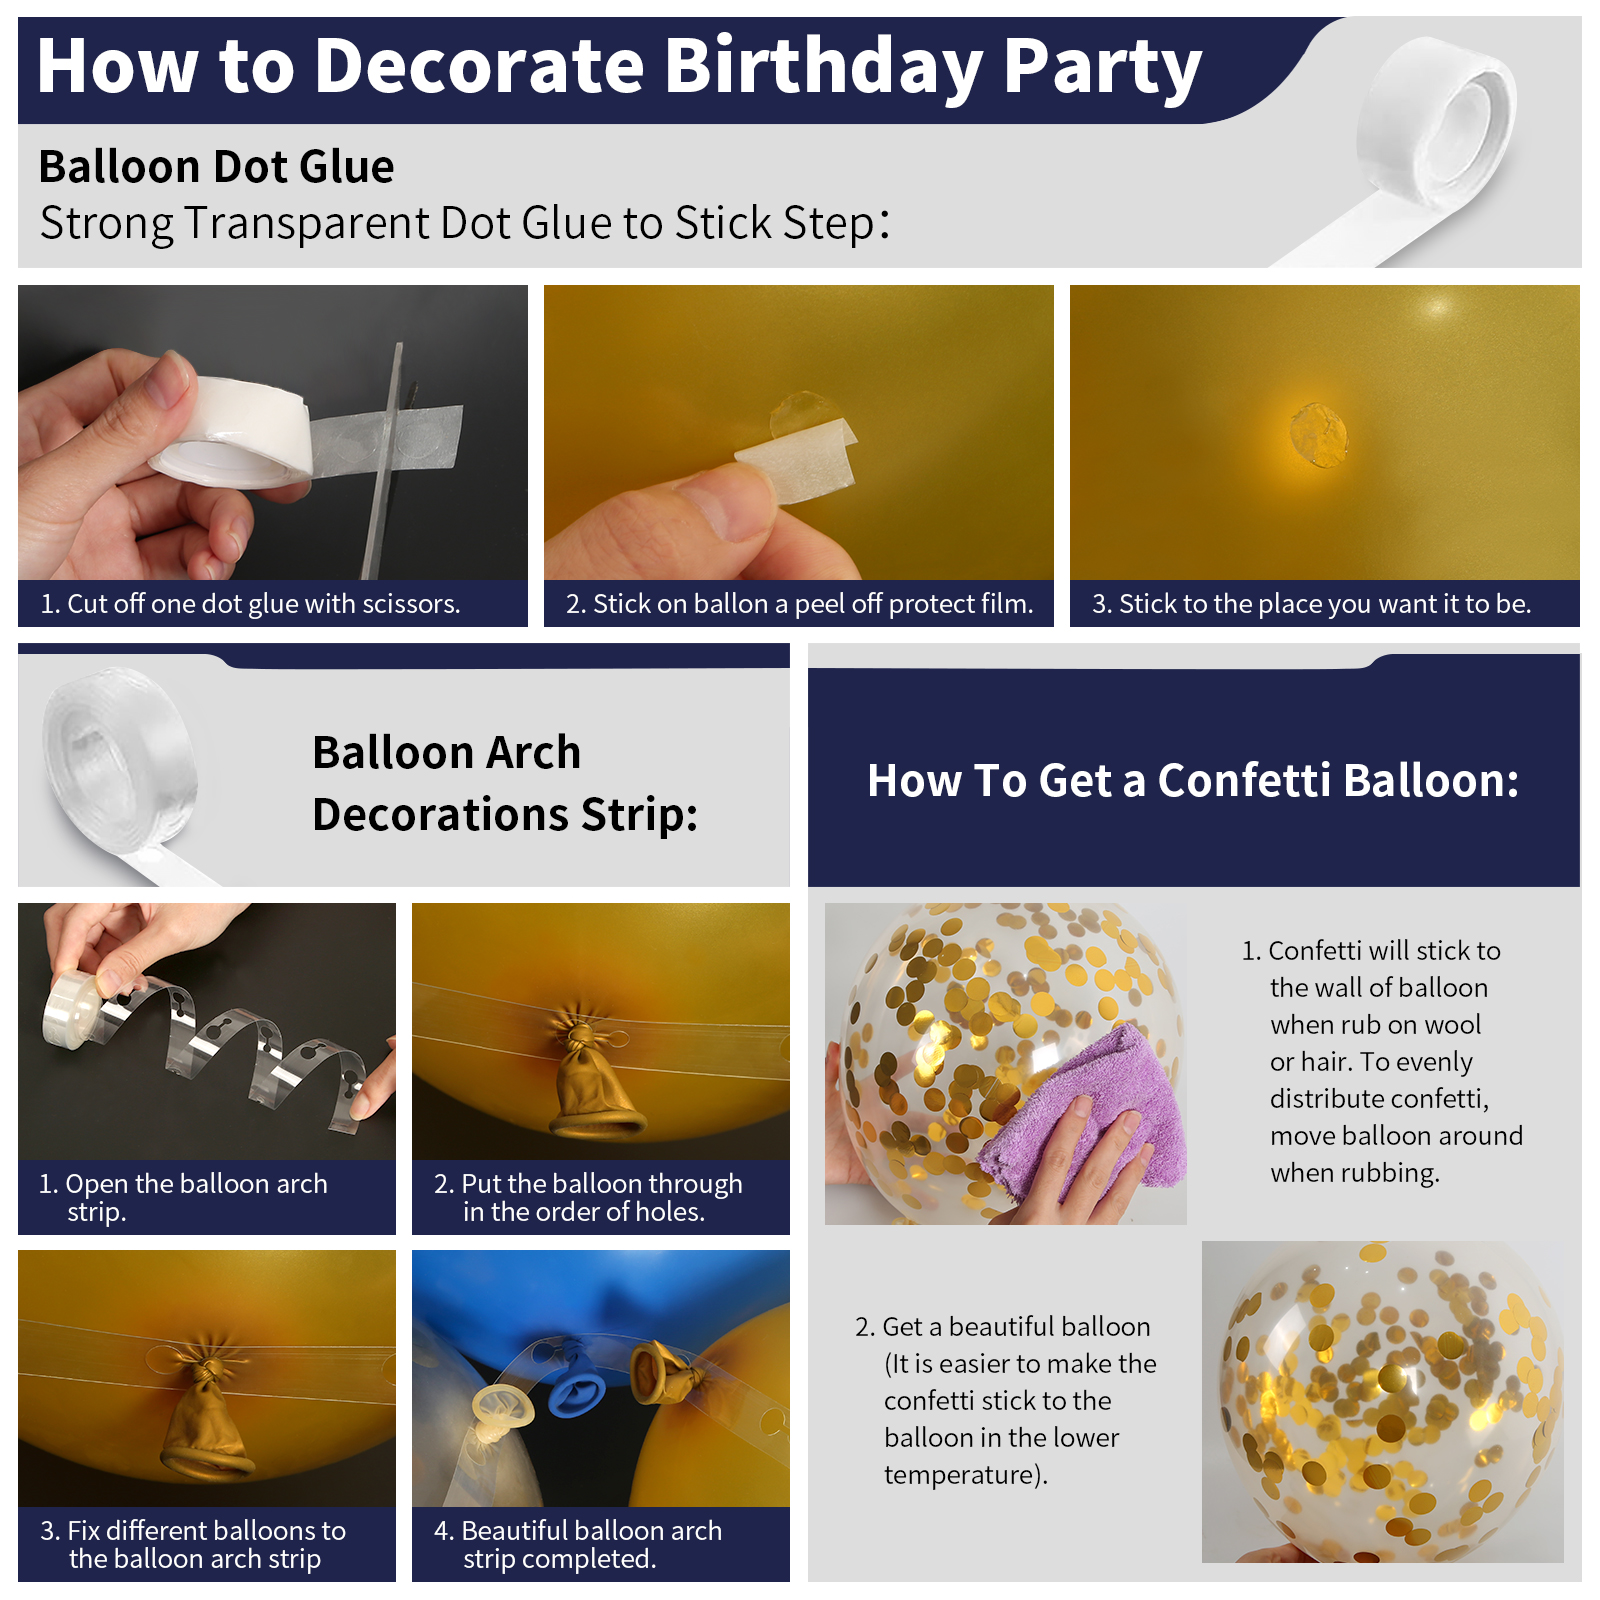 How to Decorate Birthday Party
Balloon Dot Glue
Strong Transparent Dot Glue to Stick Step:
1. Cut off one dot glue with scissors.
2. Stick on ballon a peel off protect film.
3. Stick to the place you want it to be.
Balloon Arch
Decorations Strip:
1. Open the balloon arch
strip.
2. Put the balloon through
in the order of holes.
3. Fix different balloons to
the balloon arch strip
4. Beautiful balloon arch
strip completed.
How To Get a Confetti Balloon:
1. Confetti will stick to
the wall of balloon
when rub on wool
or hair. To evenly
distribute confetti,
move balloon around
when rubbing.
2. Get a beautiful balloon
(It is easier to make the
confetti stick to the
balloon in the lower
temperature).